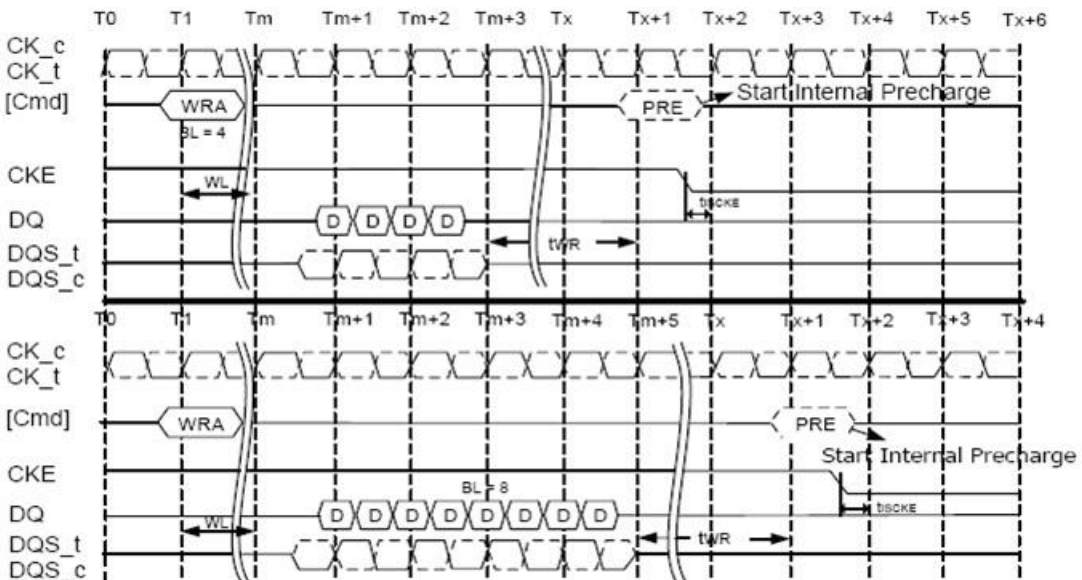 T0 T1 Tm Tm+1 Tm+2 Tm+3 Tx Tx+1 Tx+2 Tx+3 Tx+4 Tx+5 Tx+6
CK_c
CK_t
[Cmd] WRA PRE Start Internal Precharge
BL = 4
CKE
WL
tISCKE
DQ D D D D
tWR
DQS_t
DQS_c
T0 T1 Tm Tm+1 Tm+2 Tm+3 Tm+4 Tm+5 Tx Tx+1 Tx+2 Tx+3 Tx+4
CK_c
CK_t
[Cmd] WRA PRE
Start Internal Precharge
CKE
BL = 8
tISCKE
DQ D D D D D D D D
WL
tWR
DQS_t
DQS_c